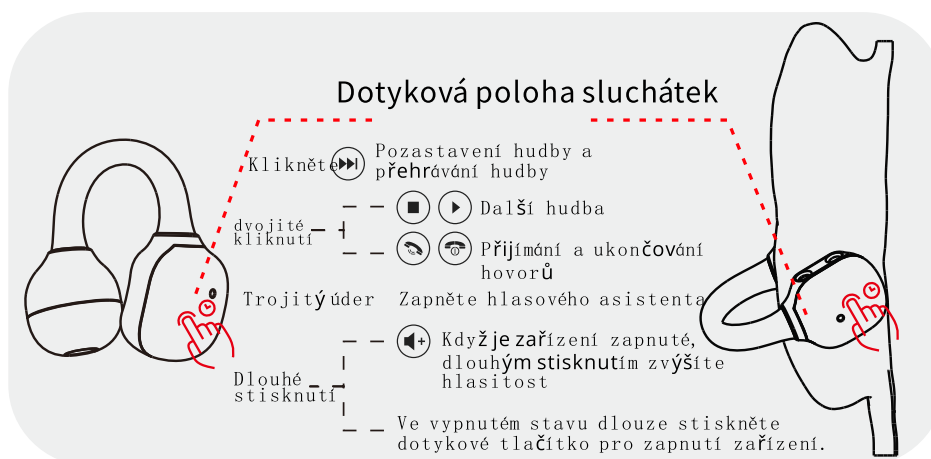 Dotyková poloha sluchátek
Klikněte
Pozastavení hudby a
přehrávání hudby
dvojité
kliknutí
Další hudba
Přijímání a ukončování
hovorů
Trojitý úder
Zapněte hlasového asistenta
Dlouhé
stisknutí
Když je zařízení zapnuté,
dlouhým stisknutím zvýšíte
hlasitost
Ve vypnutém stavu dlouze stiskněte
dotykové tlačítko pro zapnutí zařízení.